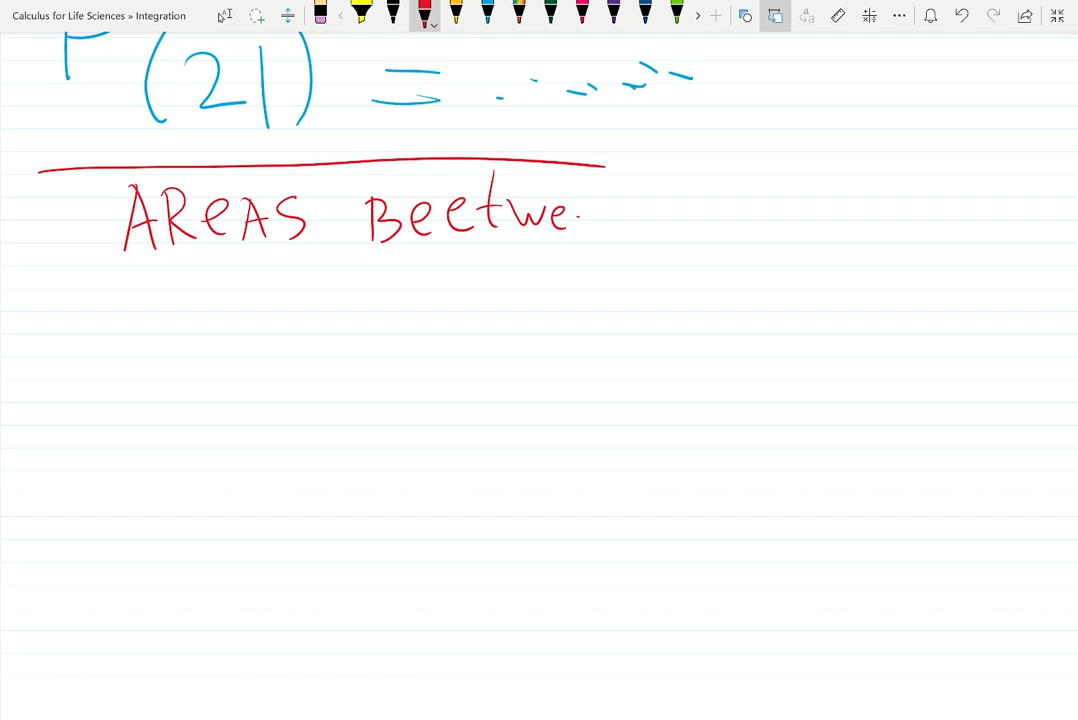 Calculus for Life Sciences » Integration
(21) =
AReAS Beetwe